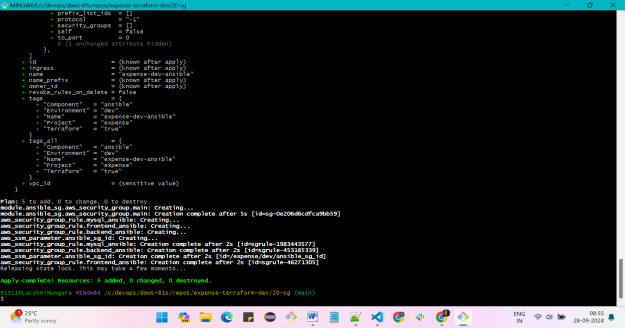 MINGW64:/c/devops/daws-81s/repos/expense-terraform-dev/20-sg
+ prefix_list_ids = []
+ protocol = "-1"
+ security_groups = []
+ self = false
+ to_port = 0
# (1 unchanged attribute hidden)
},
]
+ id = (known after apply)
+ ingress = (known after apply)
+ name = "expense-dev-ansible"
+ name_prefix = (known after apply)
+ owner_id = (known after apply)
+ revoke_rules_on_delete = false
+ tags = {
+ "Component" = "ansible"
+ "Environment" = "dev"
+ "Name" = "expense-dev-ansible"
+ "Project" = "expense"
+ "Terraform" = "true"
}
+ tags_all = {
+ "Component" = "ansible"
+ "Environment" = "dev"
+ "Name" = "expense-dev-ansible"
+ "Project" = "expense"
+ "Terraform" = "true"
}
+ vpc_id = (sensitive value)
}
Plan: 5 to add, 0 to change, 0 to destroy.
module.ansible_sg.aws_security_group.main: Creating...
module.ansible_sg.aws_security_group.main: Creation complete after 5s [id=sg-0e206d6cdfca9bb59]
aws_security_group_rule.mysql_ansible: Creating...
aws_security_group_rule.frontend_ansible: Creating...
aws_security_group_rule.backend_ansible: Creating...
aws_ssm_parameter.ansible_sg_id: Creating...
aws_security_group_rule.mysql_ansible: Creation complete after 2s [id=sgrule-1983443577]
aws_security_group_rule.backend_ansible: Creation complete after 2s [id=sgrule-453185339]
aws_ssm_parameter.ansible_sg_id: Creation complete after 2s [id=/expense/dev/ansible_sg_id]
aws_security_group_rule.frontend_ansible: Creation complete after 2s [id=sgrule-46271305]
Releasing state lock. This may take a few moments...
Apply complete! Resources: 5 added, 0 changed, 0 destroyed.
MINGW64 /c/devops/daws-81s/repos/expense-terraform-dev/20-sg (main)
$
25°C
Partly sunny
ENG
IN
08:55
28-09-2024